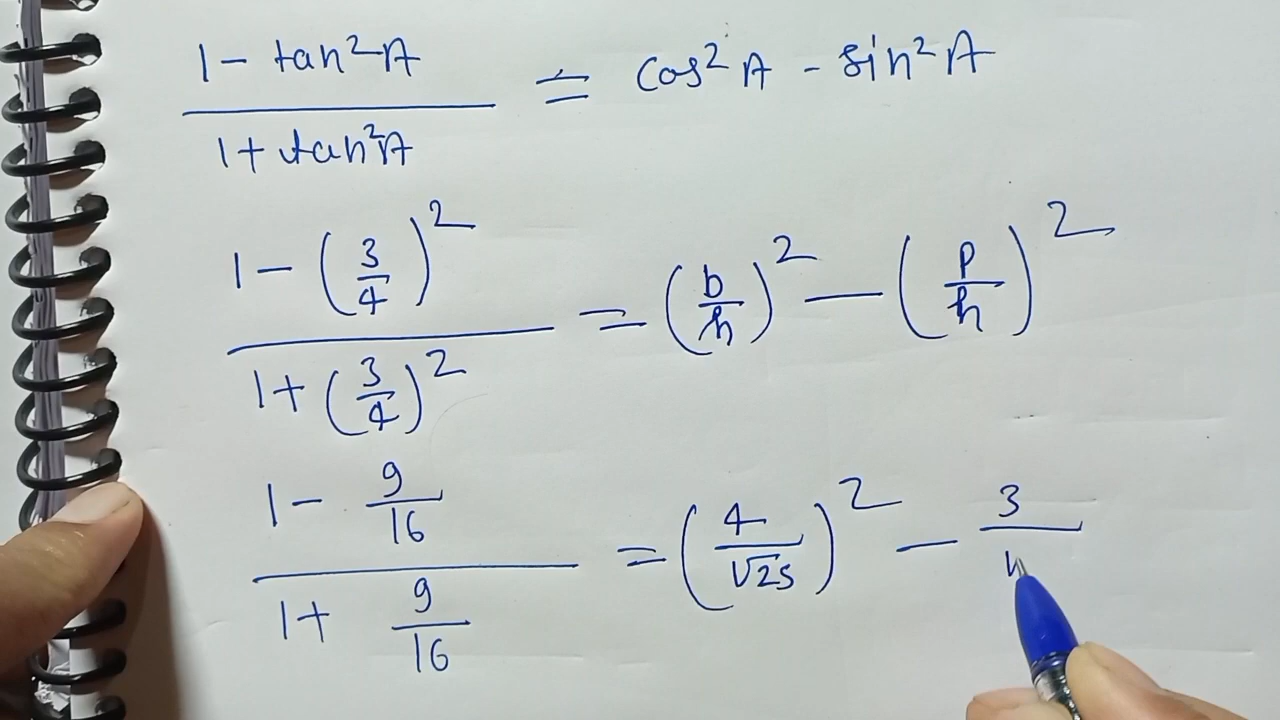 1 - tan²A / 1 + tan²A = cos²A - sin²A
1 - (3/4)² / 1 + (3/4)² = (b/h)² - (p/h)²
1 - 9/16 / 1 + 9/16 = (4/√25)² - 3/